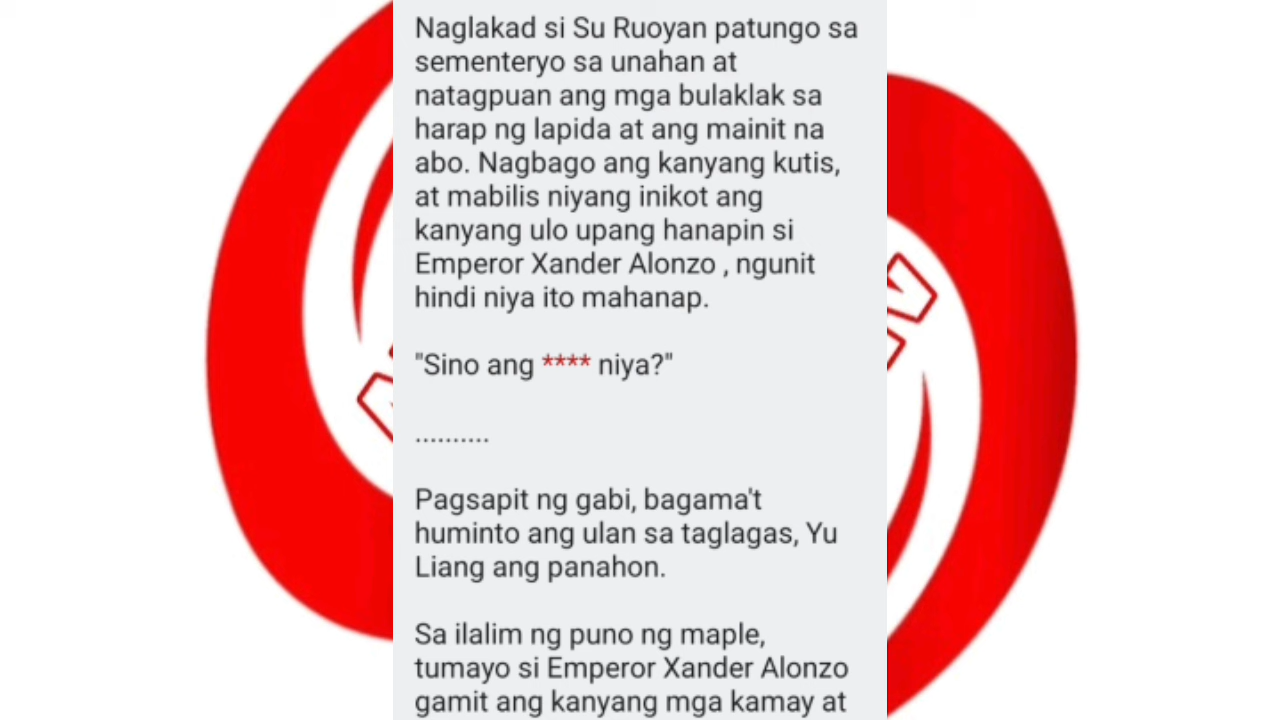 Naglakad si Su Ruoyan patungo sa
sementeryo sa unahan at
natagpuan ang mga bulaklak sa
harap ng lapida at ang mainit na
abo. Nagbago ang kanyang kutis,
at mabilis niyang inikot ang
kanyang ulo upang hanapin si
Emperor Xander Alonzo , ngunit
hindi niya ito mahanap.
"Sino ang **** niya?"
..........
Pagsapit ng gabi, bagama't
huminto ang ulan sa taglagas, Yu
Liang ang panahon.
Sa ilalim ng puno ng maple,
tumayo si Emperor Xander Alonzo
gamit ang kanyang mga kamay at